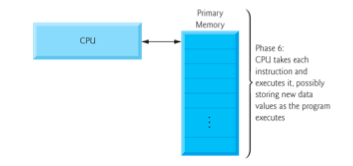 Primary
Memory
CPU
Phase 6:
CPU takes each
instruction and
executes it, possibly
storing new data
values as the program
executes